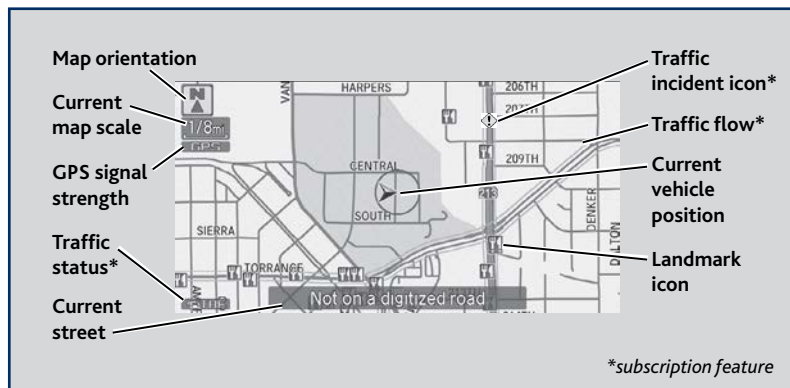 Map orientation
Current
map scale
GPS signal
strength
Traffic
status*
Current
street
N
1/8mi
GPS
VAN
HARPERS
CENTRAL
SOUTH
SIERRA
TORRANCE
Not on a digitized road
206TH
207TH
209TH
213
DENKER
Traffic
incident icon*
Traffic flow*
Current
vehicle
position
Landmark
icon
*subscription feature